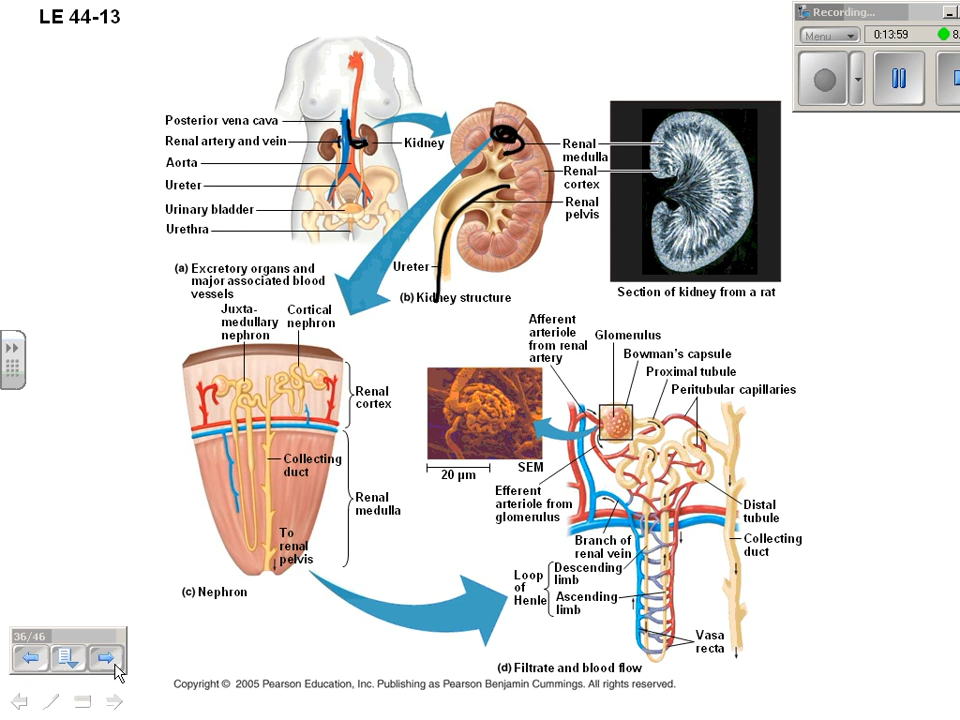 LE 44-13
Recording...
Menu
0:13:59
8.
Posterior vena cava
Renal artery and vein
Aorta
Ureter
Urinary bladder
Urethra
Kidney
(a) Excretory organs and
major associated blood
vessels
Renal
medulla
Renal
cortex
Renal
pelvis
Ureter
(b) Kidney structure
Section of kidney from a rat
Juxta-
medullary
nephron
Cortical
nephron
Renal
cortex
Collecting
duct
Renal
medulla
To
renal
pelvis
(c) Nephron
Afferent
arteriole
from renal
artery
Glomerulus
Bowman's capsule
Proximal tubule
Peritubular capillaries
20 µm
SEM
Efferent
arteriole from
glomerulus
Branch of
renal vein
Distal
tubule
Collecting
duct
Loop
of
Henle
Descending
limb
Ascending
limb
Vasa
recta
(d) Filtrate and blood flow
36/46
Copyright © 2005 Pearson Education, Inc. Publishing as Pearson Benjamin Cummings. All rights reserved.